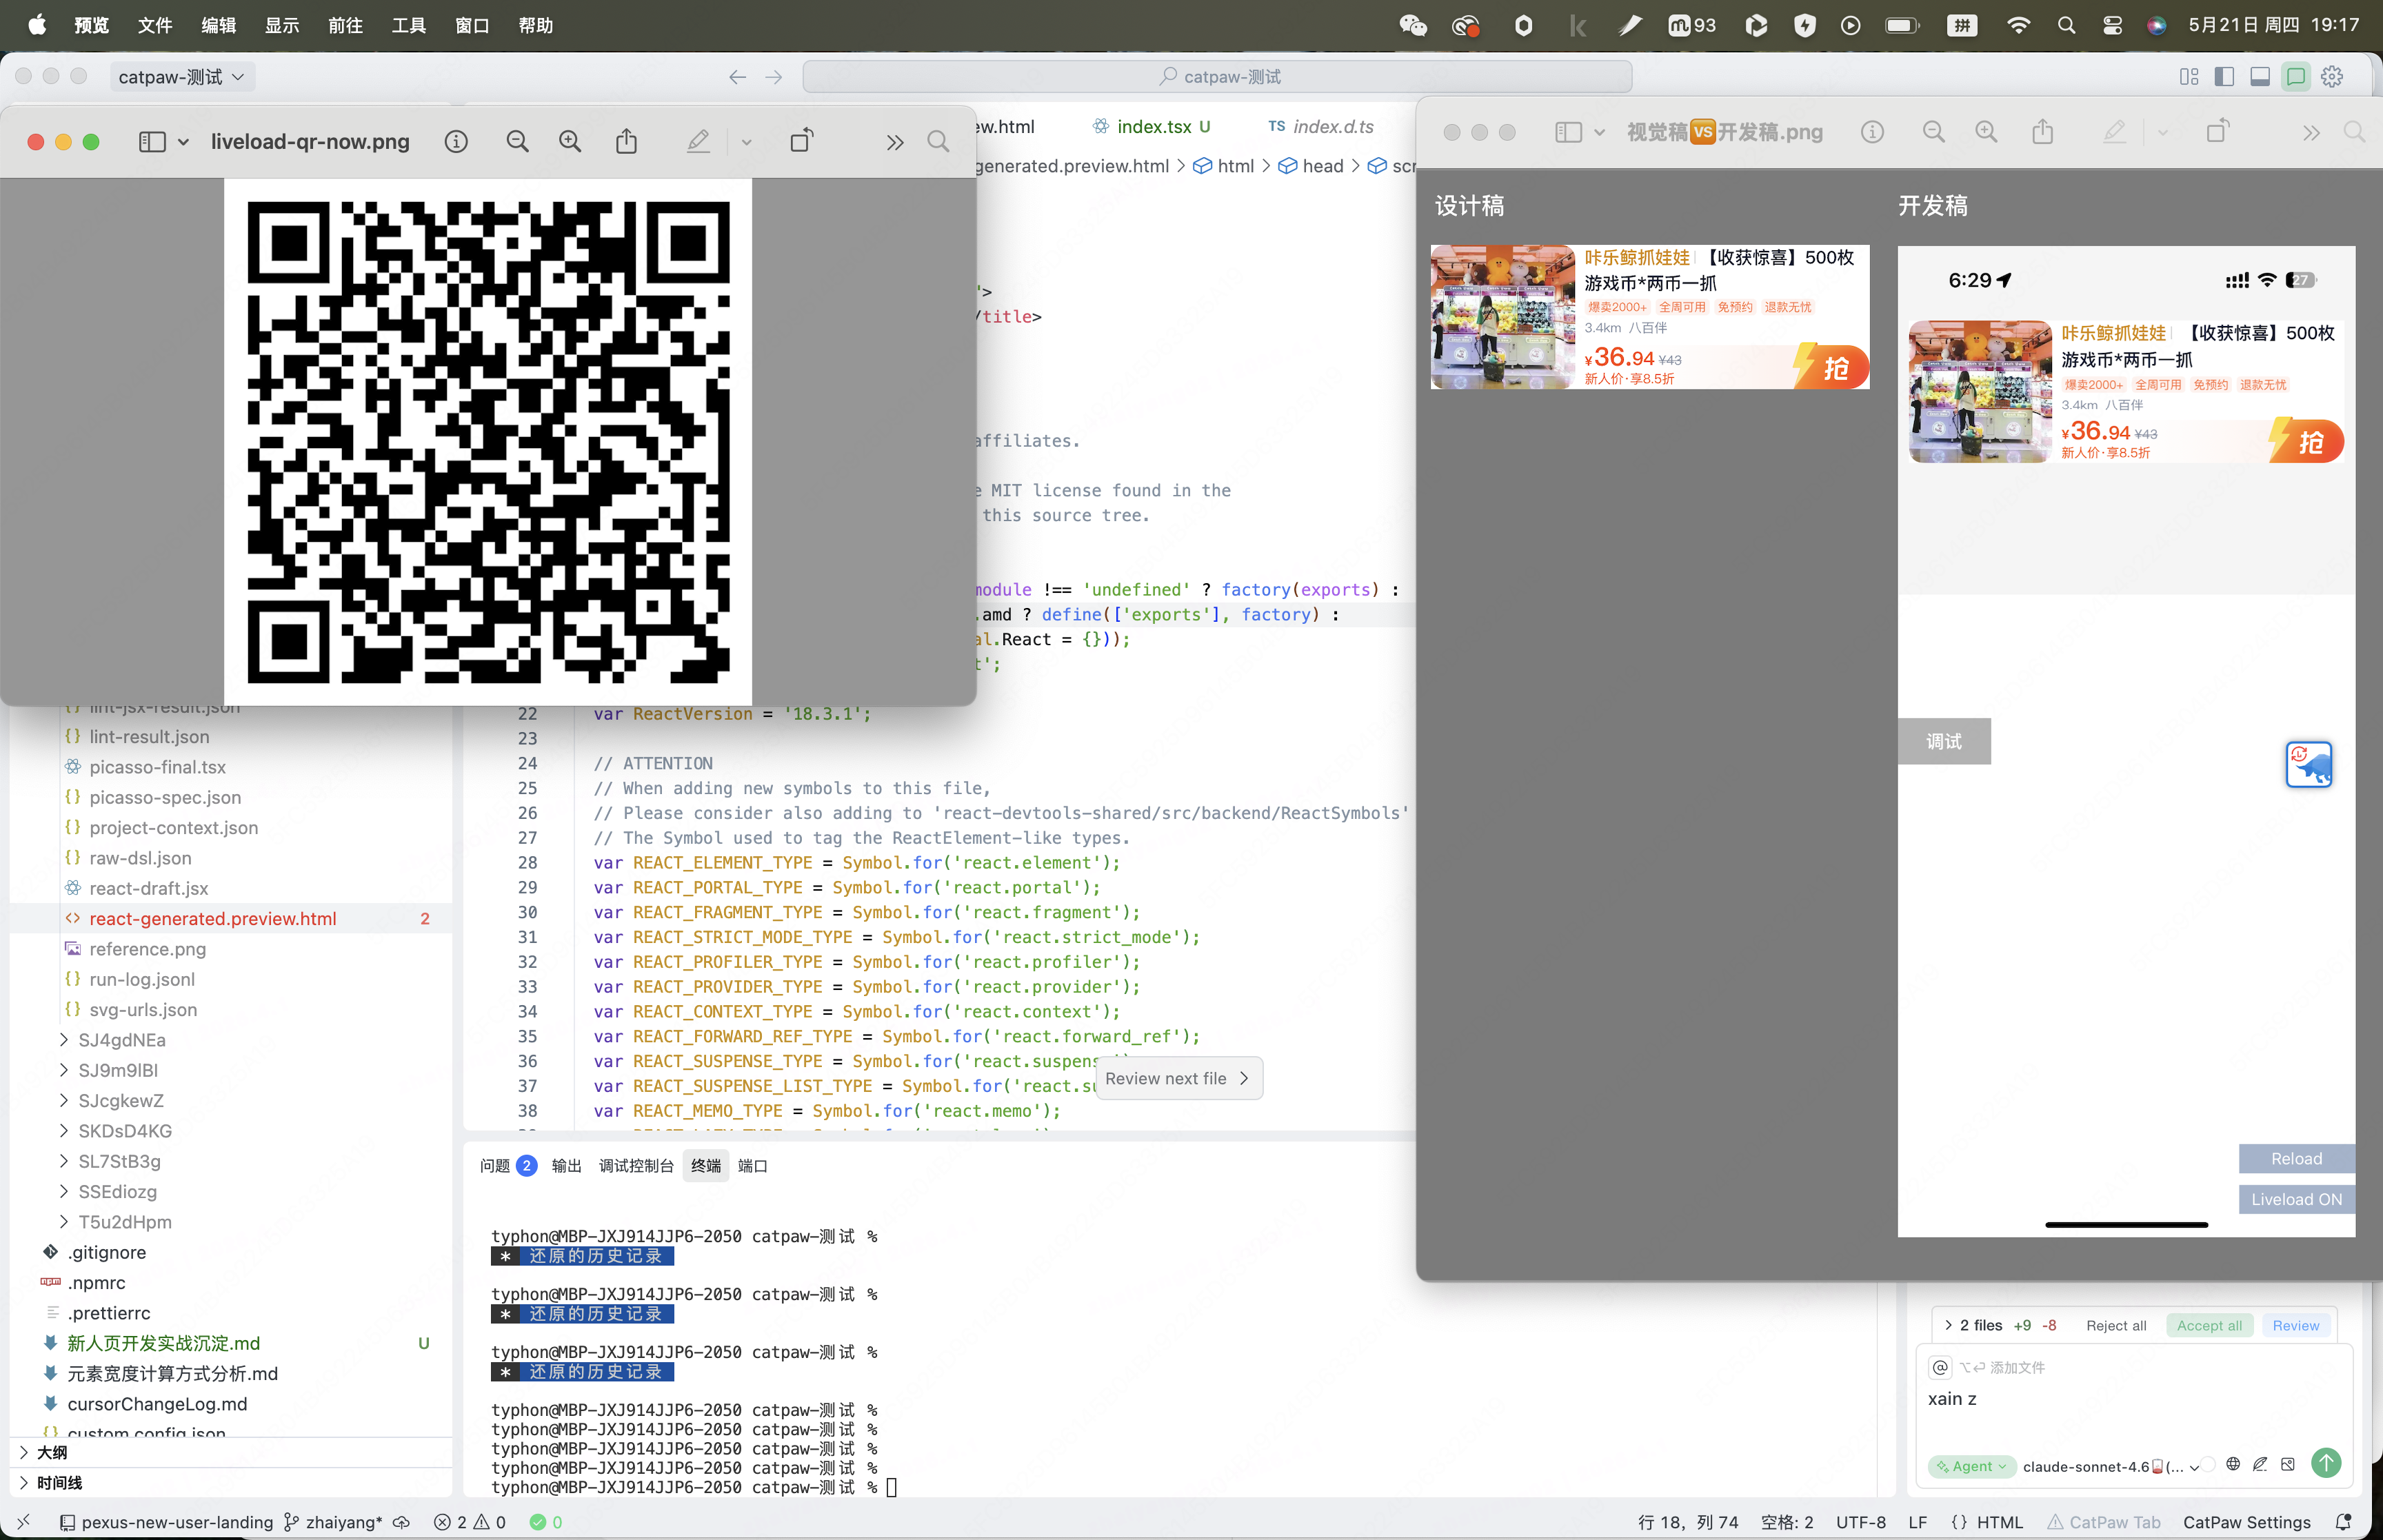 预览 文件 编辑 显示 前往 工具 窗口 帮助
93 拼 5月21日 周四 19:17
catpaw-测试
catpaw-测试
liveload-qr-now.png
ew.html
index.tsx U
TS index.d.ts
generated.preview.html > html > head > scr
">
/title>
affiliates.
e MIT license found in the
this source tree.
module !== 'undefined' ? factory(exports) :
.amd ? define(['exports'], factory) :
al.React = {}));
t';
22 var ReactVersion = '18.3.1';
23
24 // ATTENTION
25 // When adding new symbols to this file,
26 // Please consider also adding to 'react-devtools-shared/src/backend/ReactSymbols'
27 // The Symbol used to tag the ReactElement-like types.
28 var REACT_ELEMENT_TYPE = Symbol.for('react.element');
29 var REACT_PORTAL_TYPE = Symbol.for('react.portal');
30 var REACT_FRAGMENT_TYPE = Symbol.for('react.fragment');
31 var REACT_STRICT_MODE_TYPE = Symbol.for('react.strict_mode');
32 var REACT_PROFILER_TYPE = Symbol.for('react.profiler');
33 var REACT_PROVIDER_TYPE = Symbol.for('react.provider');
34 var REACT_CONTEXT_TYPE = Symbol.for('react.context');
35 var REACT_FORWARD_REF_TYPE = Symbol.for('react.forward_ref');
36 var REACT_SUSPENSE_TYPE = Symbol.for('react.suspens
37 var REACT_SUSPENSE_LIST_TYPE = Symbol.for('react.su
38 var REACT_MEMO_TYPE = Symbol.for('react.memo');
Review next file
lint-jsx-result.json
lint-result.json
picasso-final.tsx
picasso-spec.json
project-context.json
raw-dsl.json
react-draft.jsx
react-generated.preview.html 2
reference.png
run-log.jsonl
svg-urls.json
SJ4gdNEa
SJ9m9lBI
SJcgkewZ
SKDsD4KG
SL7StB3g
SSEdiozg
T5u2dHpm
.gitignore
.npmrc
.prettierrc
新人页开发实战沉淀.md U
元素宽度计算方式分析.md
cursorChangeLog.md
custom.config.json
大纲
时间线
问题 2 输出 调试控制台 终端 端口
typhon@MBP-JXJ914JJP6-2050 catpaw-测试 %
* 还原的历史记录
typhon@MBP-JXJ914JJP6-2050 catpaw-测试 %
* 还原的历史记录
typhon@MBP-JXJ914JJP6-2050 catpaw-测试 %
* 还原的历史记录
typhon@MBP-JXJ914JJP6-2050 catpaw-测试 %
typhon@MBP-JXJ914JJP6-2050 catpaw-测试 %
typhon@MBP-JXJ914JJP6-2050 catpaw-测试 %
typhon@MBP-JXJ914JJP6-2050 catpaw-测试 %
typhon@MBP-JXJ914JJP6-2050 catpaw-测试 %
视觉稿🆚开发稿.png
设计稿
咔乐鲸抓娃娃 【收获惊喜】500枚
游戏币*两币一抓
爆卖2000+ 全周可用 免预约 退款无忧
3.4km 八百伴
¥36.94 ¥43
新人价·享8.5折
抢
开发稿
6:29 27
咔乐鲸抓娃娃 【收获惊喜】500枚
游戏币*两币一抓
爆卖2000+ 全周可用 免预约 退款无忧
3.4km 八百伴
¥36.94 ¥43
新人价·享8.5折
抢
调试
Reload
Liveload ON
2 files +9 -8 Reject all Accept all Review
@ 添加文件
xain z
Agent claude-sonnet-4.6 (...
pexus-new-user-landing zhaiyang* 2 0 0
行 18，列 74 空格: 2 UTF-8 LF {} HTML CatPaw Tab CatPaw Settings